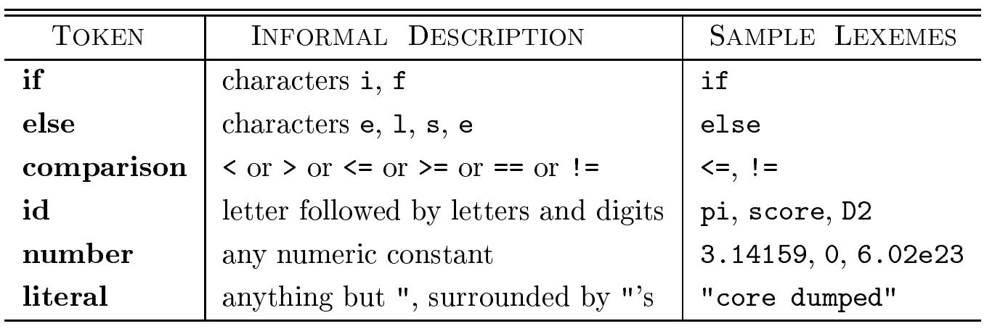 TOKEN INFORMAL DESCRIPTION SAMPLE LEXEMES
if characters i, f if
else characters e, l, s, e else
comparison < or > or <= or >= or == or != <=, !=
id letter followed by letters and digits pi, score, D2
number any numeric constant 3.14159, 0, 6.02e23
literal anything but ", surrounded by "'s "core dumped"